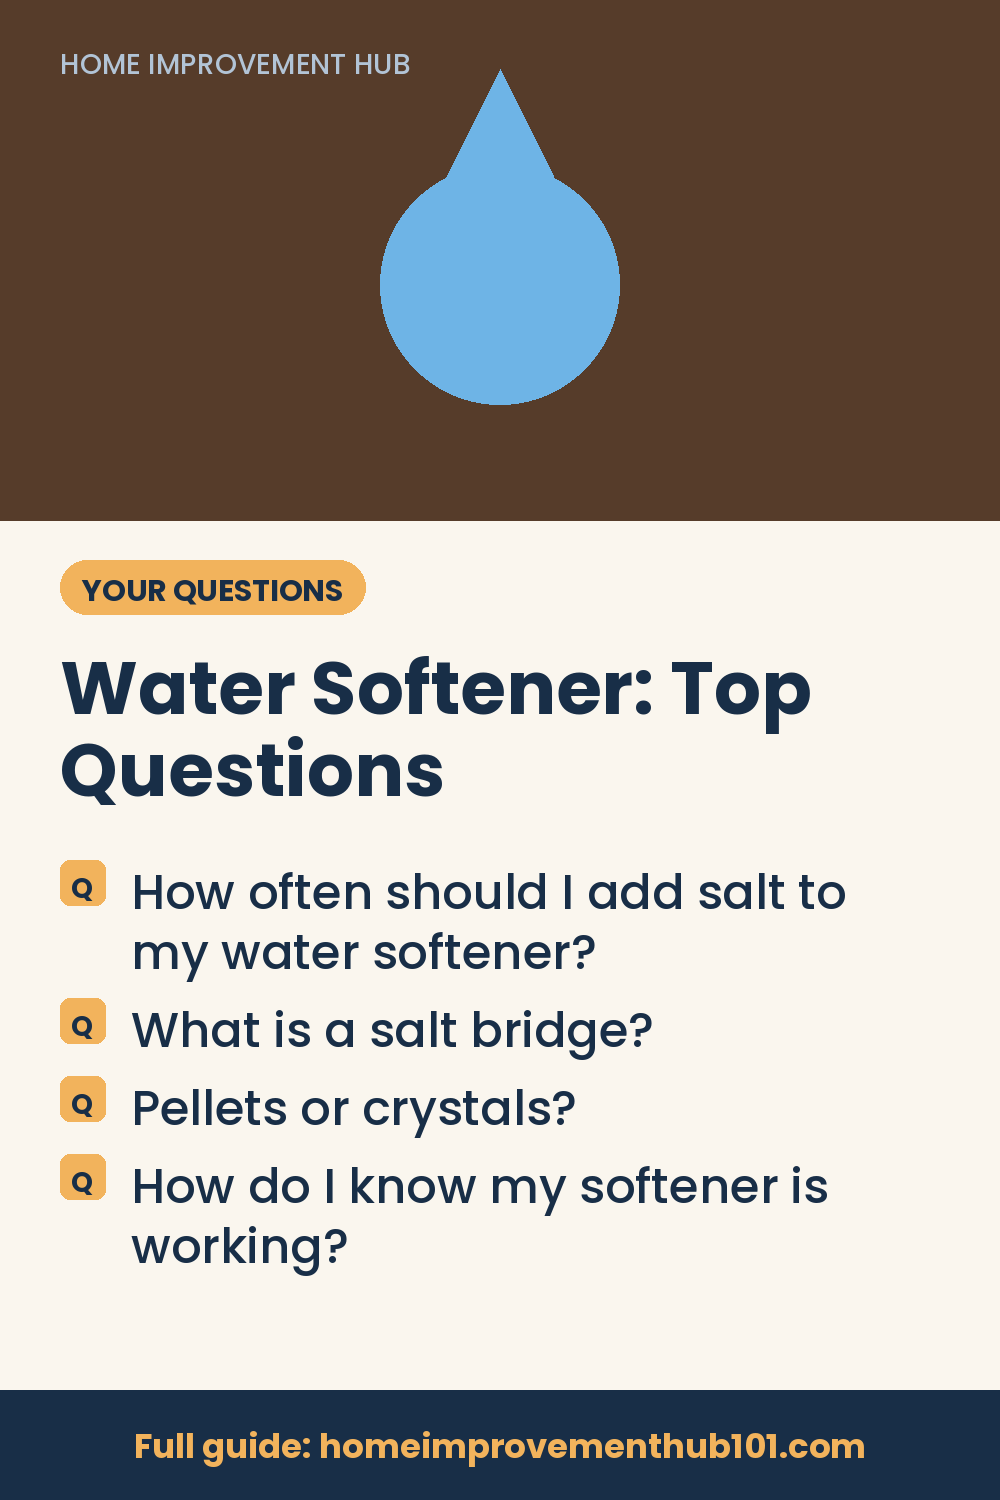 HOME IMPROVEMENT HUB
YOUR QUESTIONS
Water Softener: Top
Questions
Q How often should I add salt to
my water softener?
Q What is a salt bridge?
Q Pellets or crystals?
Q How do I know my softener is
working?
Full guide: homeimprovementhub101.com